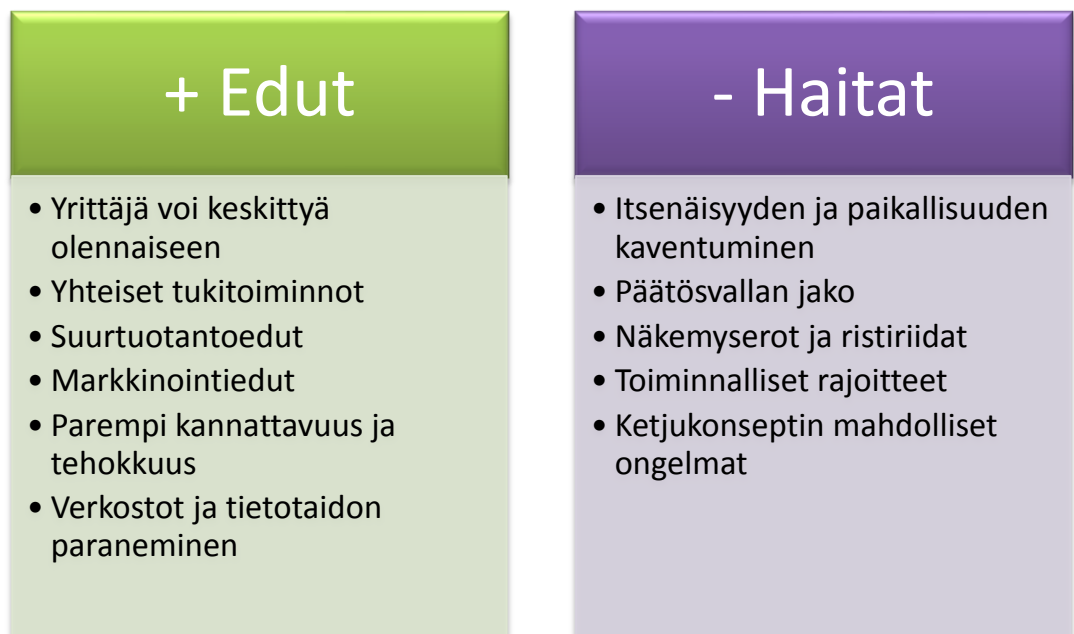 + Edut
• Yrittäjä voi keskittyä
olennaiseen
• Yhteiset tukitoiminnot
• Suurtuotantoedut
• Markkinointiedut
• Parempi kannattavuus ja
tehokkuus
• Verkostot ja tietotaidon
paraneminen
- Haitat
• Itsenäisyyden ja paikallisuuden
kaventuminen
• Päätösvallan jako
• Näkemyserot ja ristiriidat
• Toiminnalliset rajoitteet
• Ketjukonseptin mahdolliset
ongelmat